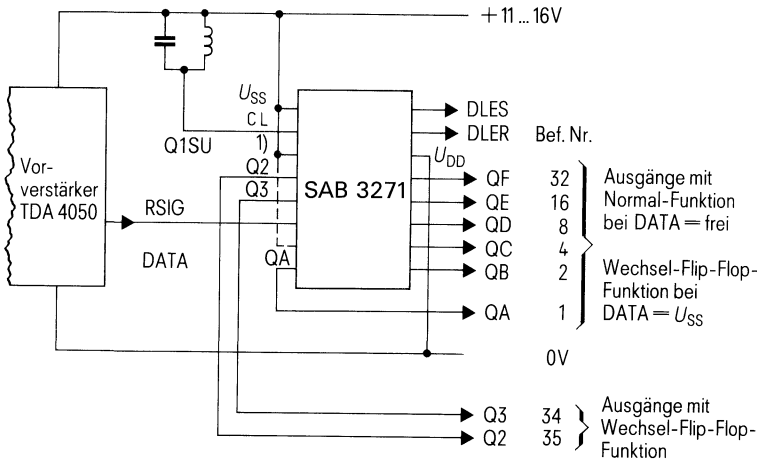 + 11 ... 16V
U_SS
CL
Q1SU
1)
Q2
Q3
SAB 3271
DLES
DLER
Bef. Nr.
U_DD
Vor-
verstärker
TDA 4050
RSIG
DATA
QA
QF 32
QE 16
QD 8
QC 4
QB 2
QA 1
Ausgänge mit
Normal-Funktion
bei DATA = frei
Wechsel-Flip-Flop-
Funktion bei
DATA = U_SS
0V
Q3 34
Q2 35
Ausgänge mit
Wechsel-Flip-Flop-
Funktion